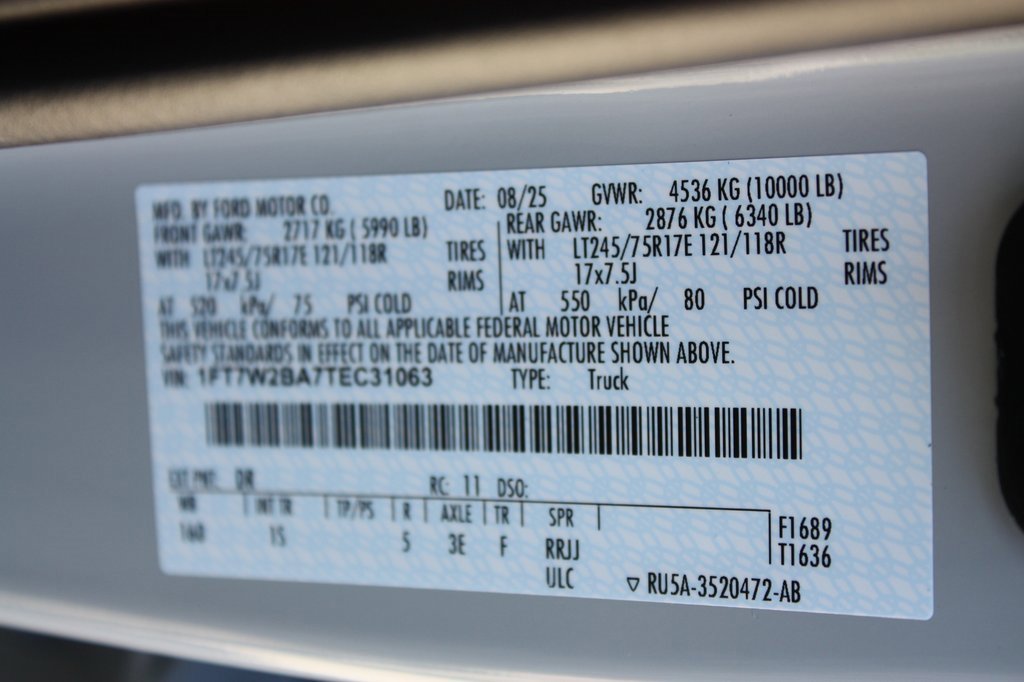 MFD. BY FORD MOTOR CO. DATE: 08/25 GVWR: 4536 KG (10000 LB)
FRONT GAWR: 2717 KG ( 5990 LB) REAR GAWR: 2876 KG ( 6340 LB)
WITH LT245/75R17E 121/118R TIRES WITH LT245/75R17E 121/118R TIRES
17x7.5J RIMS 17x7.5J RIMS
AT 520 kPa/ 75 PSI COLD AT 550 kPa/ 80 PSI COLD
THIS VEHICLE CONFORMS TO ALL APPLICABLE FEDERAL MOTOR VEHICLE
SAFETY STANDARDS IN EFFECT ON THE DATE OF MANUFACTURE SHOWN ABOVE.
VIN: 1FT7W2BA7TEC31063 TYPE: Truck
EXT PNT: DR RC: 11 DSO:
WB INT TR TP/PS R AXLE TR SPR F1689
160 1S 5 3E F RRJJ T1636
ULC ▽ RU5A-3520472-AB